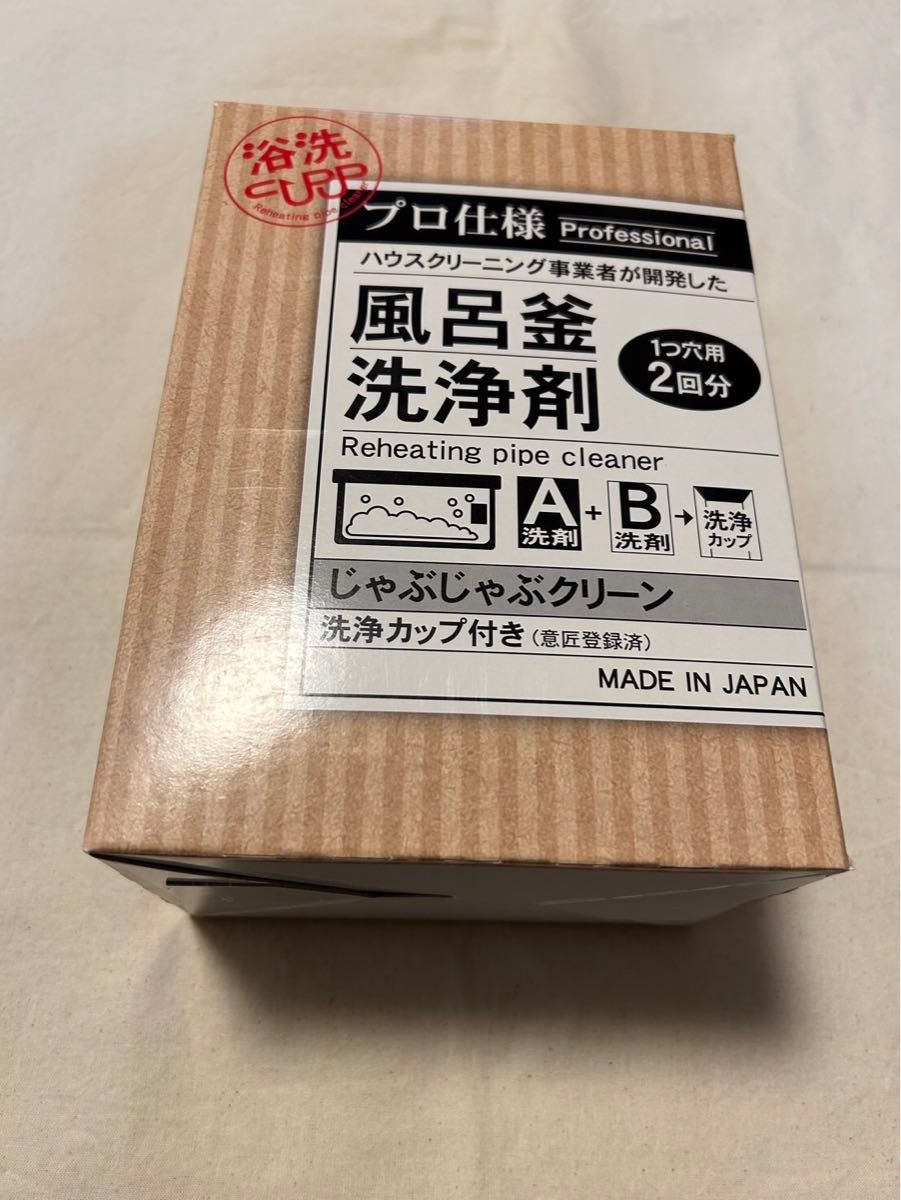 浴洗
CUPP
Reheating pipe cleaner
プロ仕様 Professional
ハウスクリーニング事業者が開発した
風呂釜
洗浄剤
1つ穴用
2回分
Reheating pipe cleaner
A
洗剤
+
B
洗剤
→
洗浄
カップ
じゃぶじゃぶクリーン
洗浄カップ付き(意匠登録済)
MADE IN JAPAN